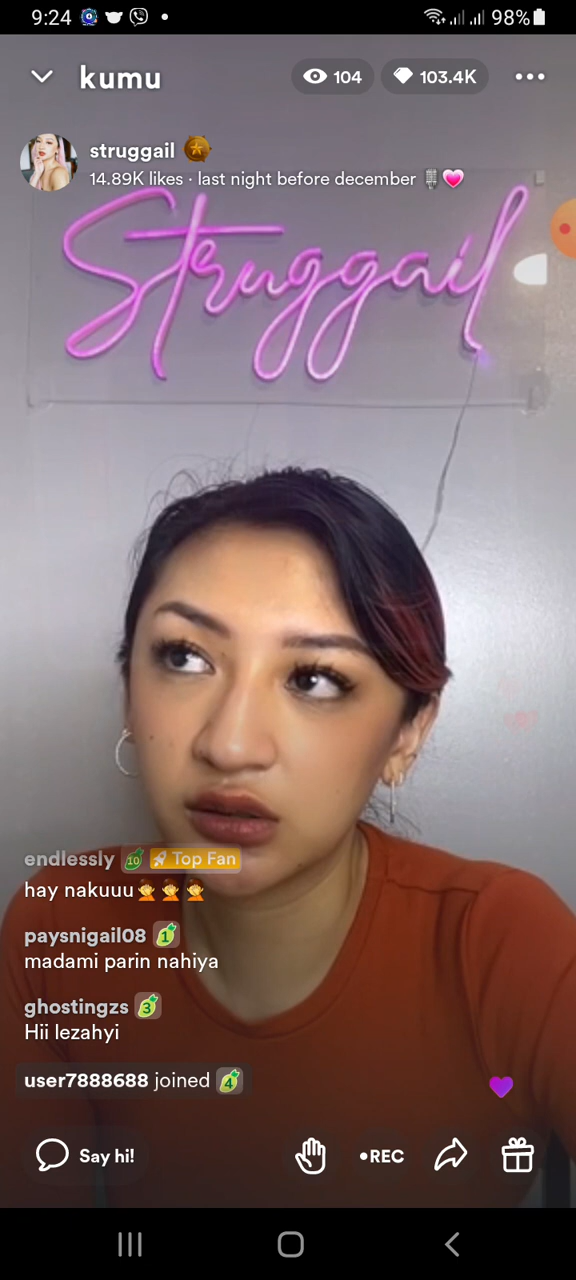 9:24
98%
kumu
104
103.4K
struggail
14.89K likes · last night before december 🎙️💗
Struggail
endlessly 10 🚀 Top Fan
hay nakuuu🤦🤦🤦
paysnigail08 1
madami parin nahiya
ghostingzs 3
Hii lezahyi
user7888688 joined 4
Say hi!
•REC